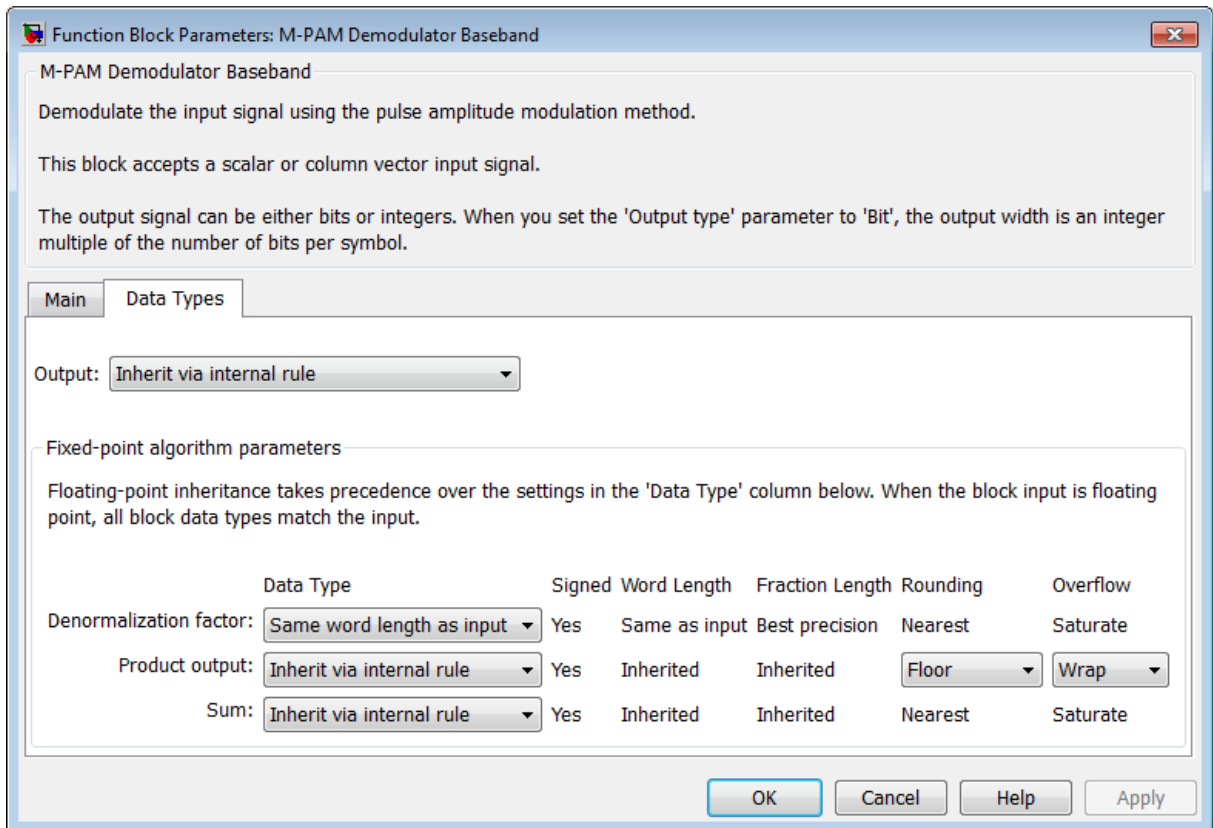 Function Block Parameters: M-PAM Demodulator Baseband
M-PAM Demodulator Baseband
Demodulate the input signal using the pulse amplitude modulation method.
This block accepts a scalar or column vector input signal.
The output signal can be either bits or integers. When you set the 'Output type' parameter to 'Bit', the output width is an integer
multiple of the number of bits per symbol.
Main Data Types
Output: Inherit via internal rule
Fixed-point algorithm parameters
Floating-point inheritance takes precedence over the settings in the 'Data Type' column below. When the block input is floating
point, all block data types match the input.
Data Type Signed Word Length Fraction Length Rounding Overflow
Denormalization factor: Same word length as input Yes Same as input Best precision Nearest Saturate
Product output: Inherit via internal rule Yes Inherited Inherited Floor Wrap
Sum: Inherit via internal rule Yes Inherited Inherited Nearest Saturate
OK Cancel Help Apply